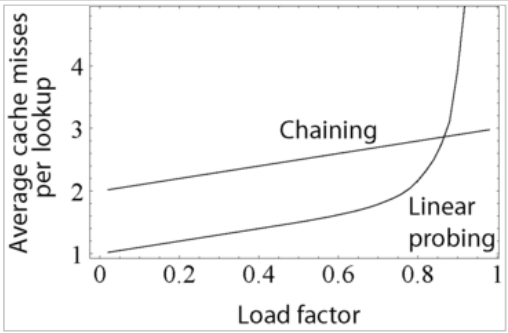 Average cache misses
per lookup
4
3
2
1
Chaining
Linear
probing
0
0.2
0.4
0.6
0.8
1
Load factor